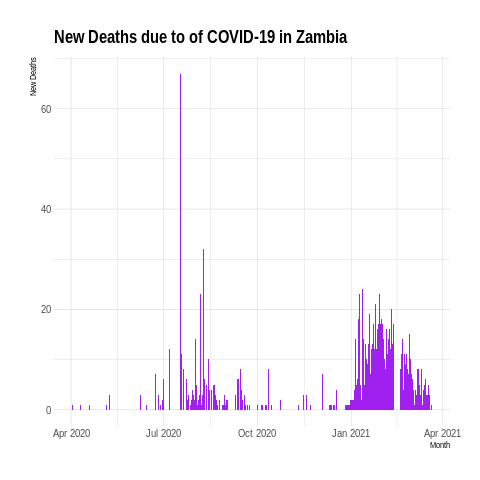 New Deaths due to of COVID-19 in Zambia
New Deaths
60
40
20
0
Apr 2020 Jul 2020 Oct 2020 Jan 2021 Apr 2021
Month